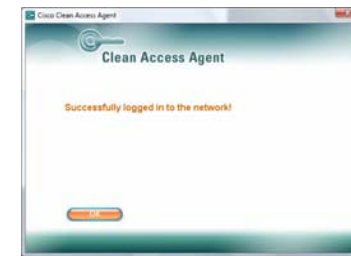 Cisco Clean Access Agent
Clean Access Agent
Successfully logged in to the network!
OK